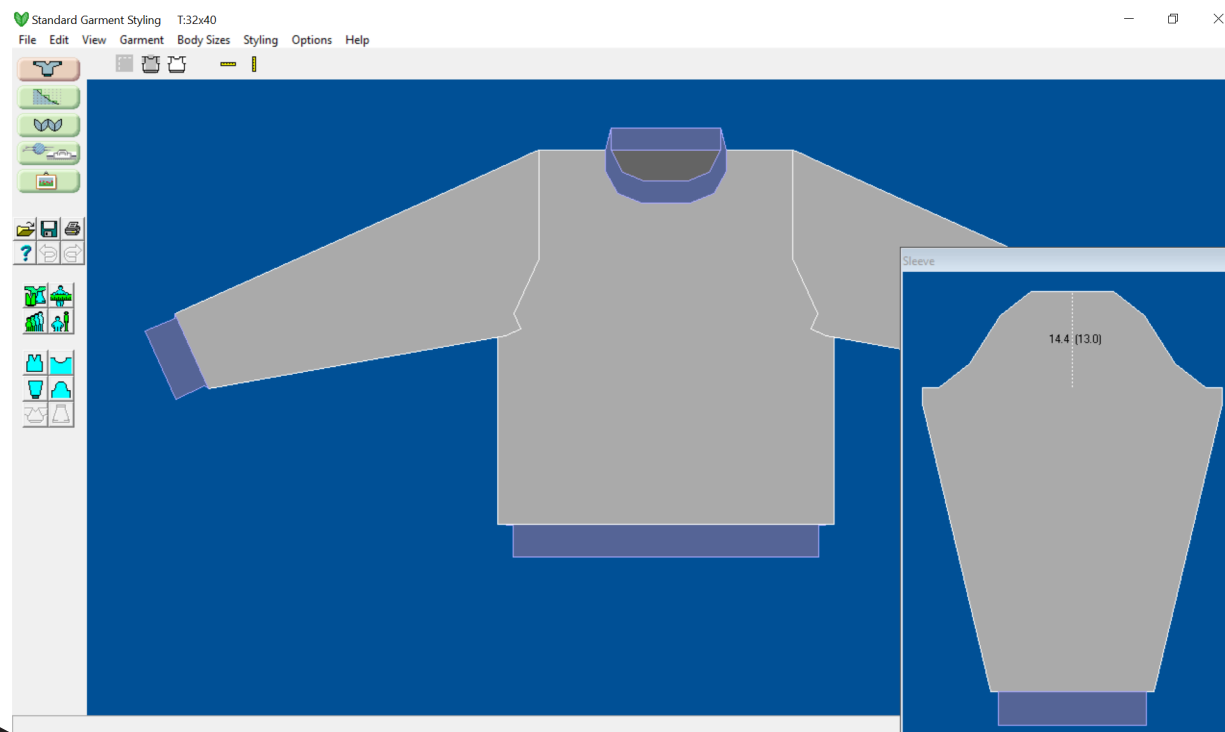 Standard Garment Styling T:32x40
File Edit View Garment Body Sizes Styling Options Help
Sleeve
14.4 (13.0)